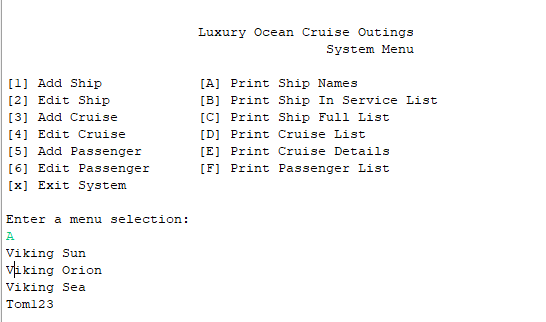 Luxury Ocean Cruise Outings
System Menu
[1] Add Ship [A] Print Ship Names
[2] Edit Ship [B] Print Ship In Service List
[3] Add Cruise [C] Print Ship Full List
[4] Edit Cruise [D] Print Cruise List
[5] Add Passenger [E] Print Cruise Details
[6] Edit Passenger [F] Print Passenger List
[x] Exit System
Enter a menu selection:
A
Viking Sun
Viking Orion
Viking Sea
Tom123